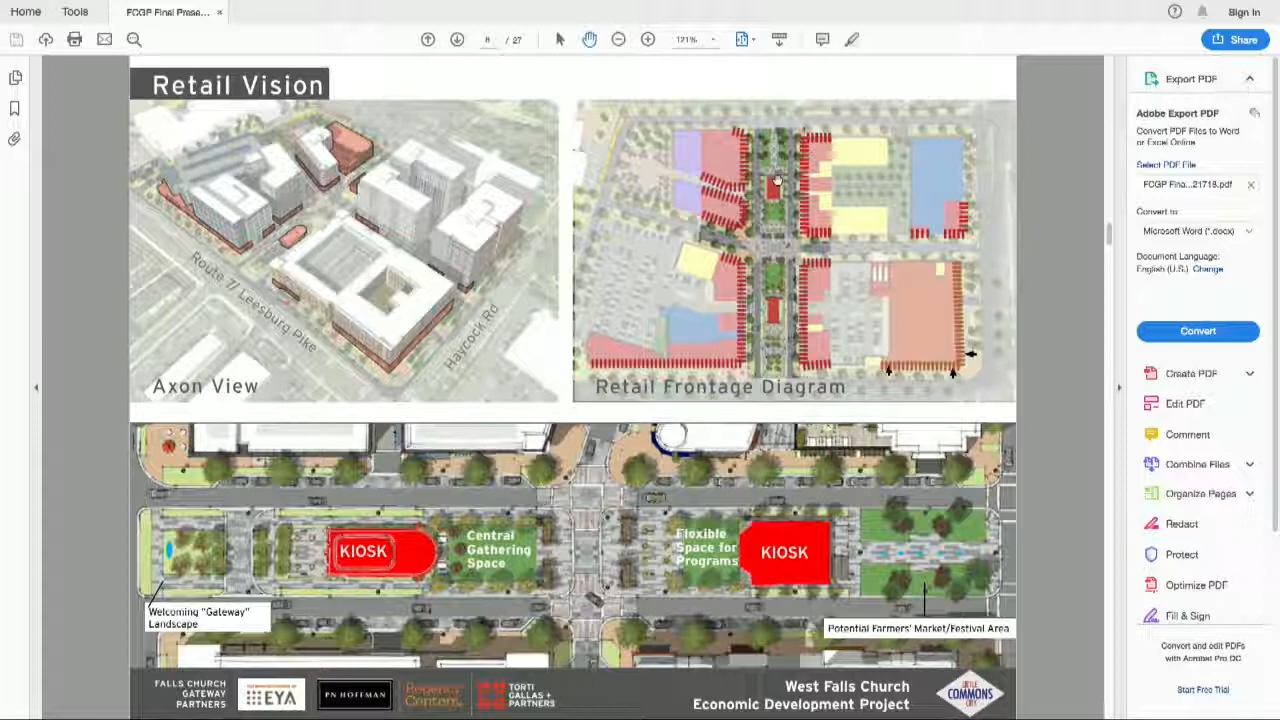 Home
Tools
FCGP Final Prese...
×
Sign In
8
/ 27
121%
Share
Retail Vision
Route 7/ Leesburg Pike
Haycock Rd
Axon View
Retail Frontage Diagram
KIOSK
Central
Gathering
Space
Flexible
Space for
Programs
KIOSK
Welcoming "Gateway"
Landscape
Potential Farmers' Market/Festival Area
FALLS CHURCH
GATEWAY
PARTNERS
EYA
PN HOFFMAN
Regency
Centers
TORTI
GALLAS +
PARTNERS
West Falls Church
Economic Development Project
LITTLE
COMMONS
CITY
Export PDF
Adobe Export PDF
Convert PDF Files to Word
or Excel Online
Select PDF File
FCGP Fina...21718.pdf
Convert to:
Microsoft Word (*.docx)
Document Language:
English (U.S.) Change
Convert
Create PDF
Edit PDF
Comment
Combine Files
Organize Pages
Redact
Protect
Optimize PDF
Fill & Sign
Convert and edit PDFs
with Acrobat Pro DC
Start Free Trial